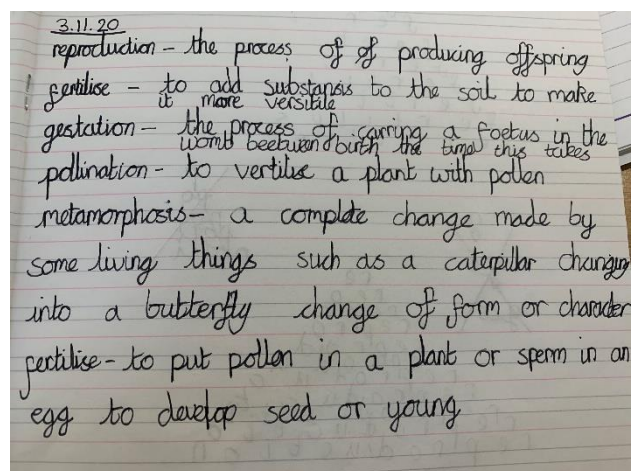 3.11.20
reproduction - the process of of producing offspring
fertilise - to add substansis to the soil to make
it more versitile
gestation - the process of carring a foetus in the
womb beetween birth the time this takes
pollination - to vertilise a plant with pollen
metamorphosis - a complete change made by
some living things such as a caterpillar changing
into a butterfly change of form or character
fertilise - to put pollen in a plant or sperm in an
egg to develop seed or young